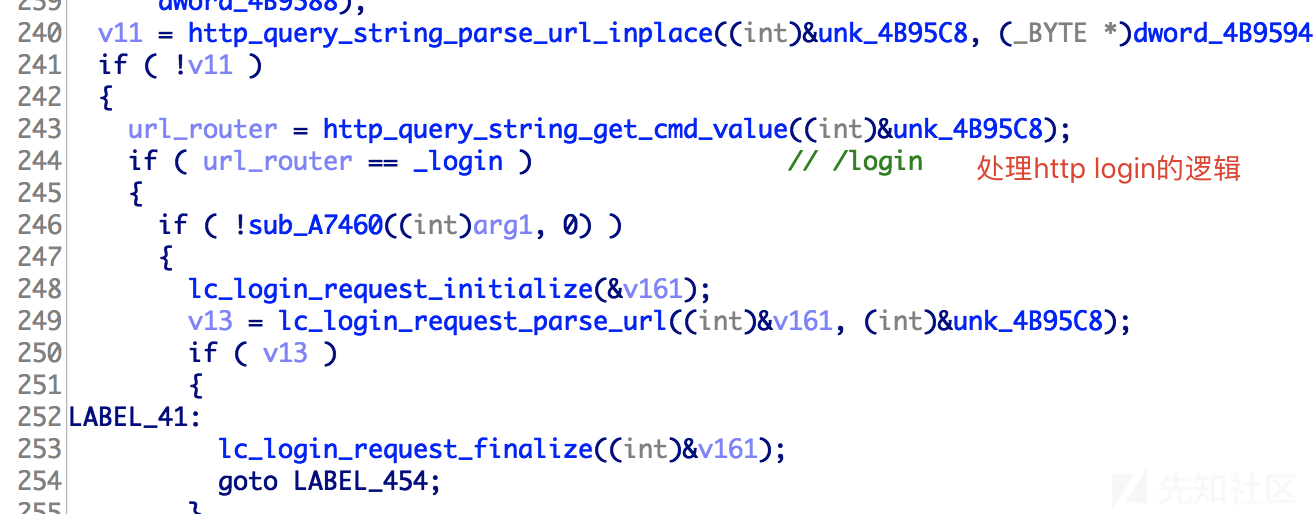 239 dword_4B9588);
240 v11 = http_query_string_parse_url_inplace((int)&unk_4B95C8, (_BYTE *)dword_4B9594
241 if ( !v11 )
242 {
243 url_router = http_query_string_get_cmd_value((int)&unk_4B95C8);
244 if ( url_router == _login ) // /login 处理http login的逻辑
245 {
246 if ( !sub_A7460((int)arg1, 0) )
247 {
248 lc_login_request_initialize(&v161);
249 v13 = lc_login_request_parse_url((int)&v161, (int)&unk_4B95C8);
250 if ( v13 )
251 {
252 LABEL_41:
253 lc_login_request_finalize((int)&v161);
254 goto LABEL_454;
255 }
先知社区